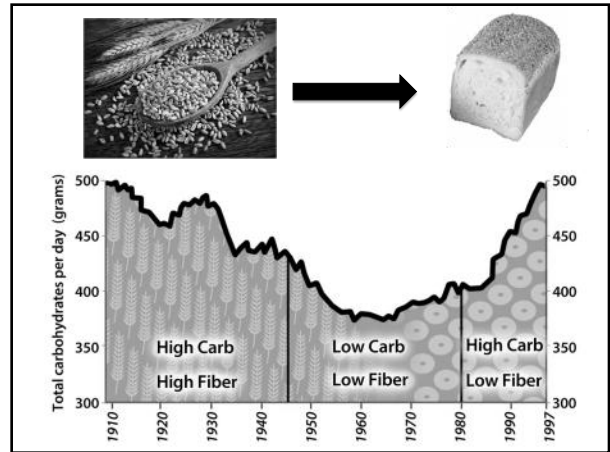 500
450
400
350
300
Total carbohydrates per day (grams)
500
450
400
350
300
High Carb
High Fiber
Low Carb
Low Fiber
High Carb
Low Fiber
1910
1920
1930
1940
1950
1960
1970
1980
1990
1997